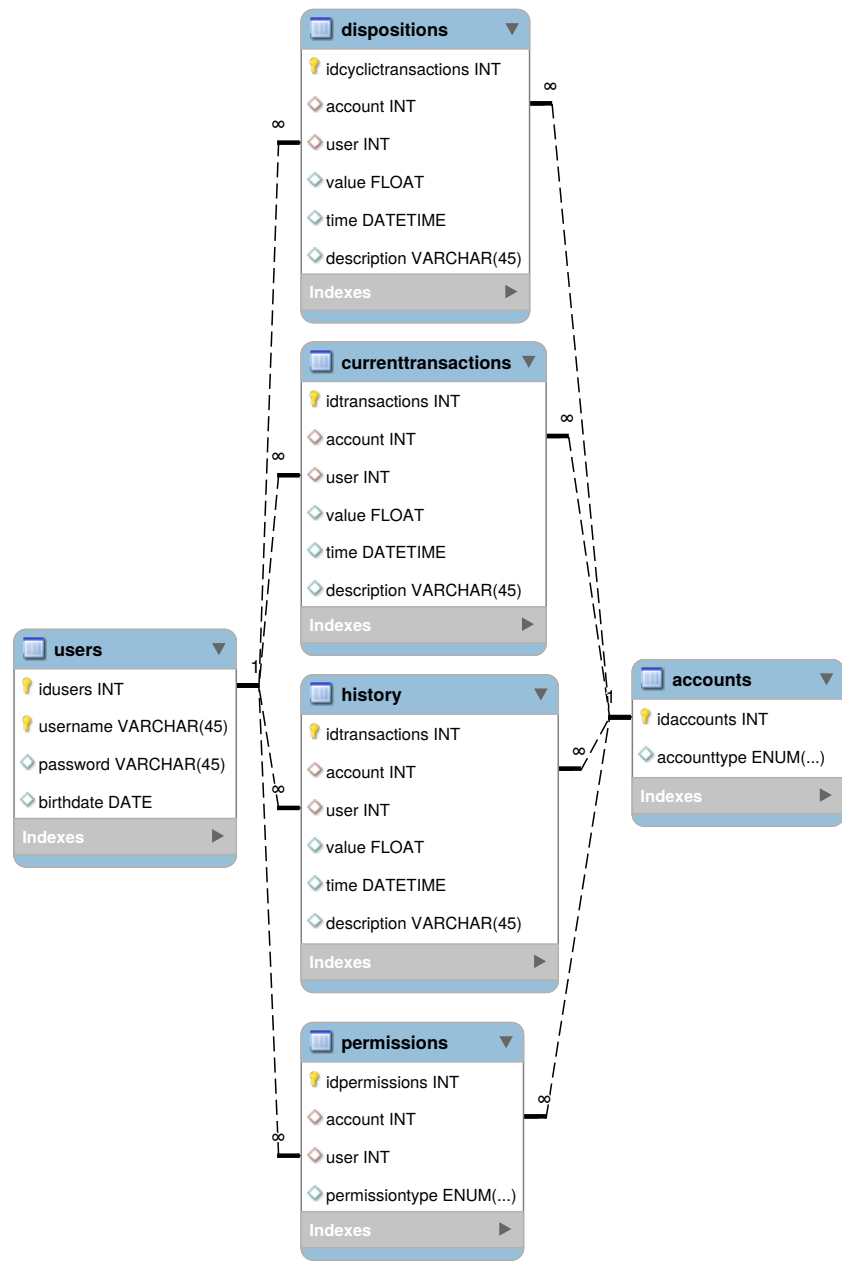 dispositions
idcyclictransactions INT
account INT
user INT
value FLOAT
time DATETIME
description VARCHAR(45)
Indexes
∞
∞
currenttransactions
idtransactions INT
account INT
user INT
value FLOAT
time DATETIME
description VARCHAR(45)
Indexes
∞
∞
users
idusers INT
username VARCHAR(45)
password VARCHAR(45)
birthdate DATE
Indexes
1
history
idtransactions INT
account INT
user INT
value FLOAT
time DATETIME
description VARCHAR(45)
Indexes
∞
∞
accounts
idaccounts INT
accounttype ENUM(...)
Indexes
1
permissions
idpermissions INT
account INT
user INT
permissiontype ENUM(...)
Indexes
∞
∞